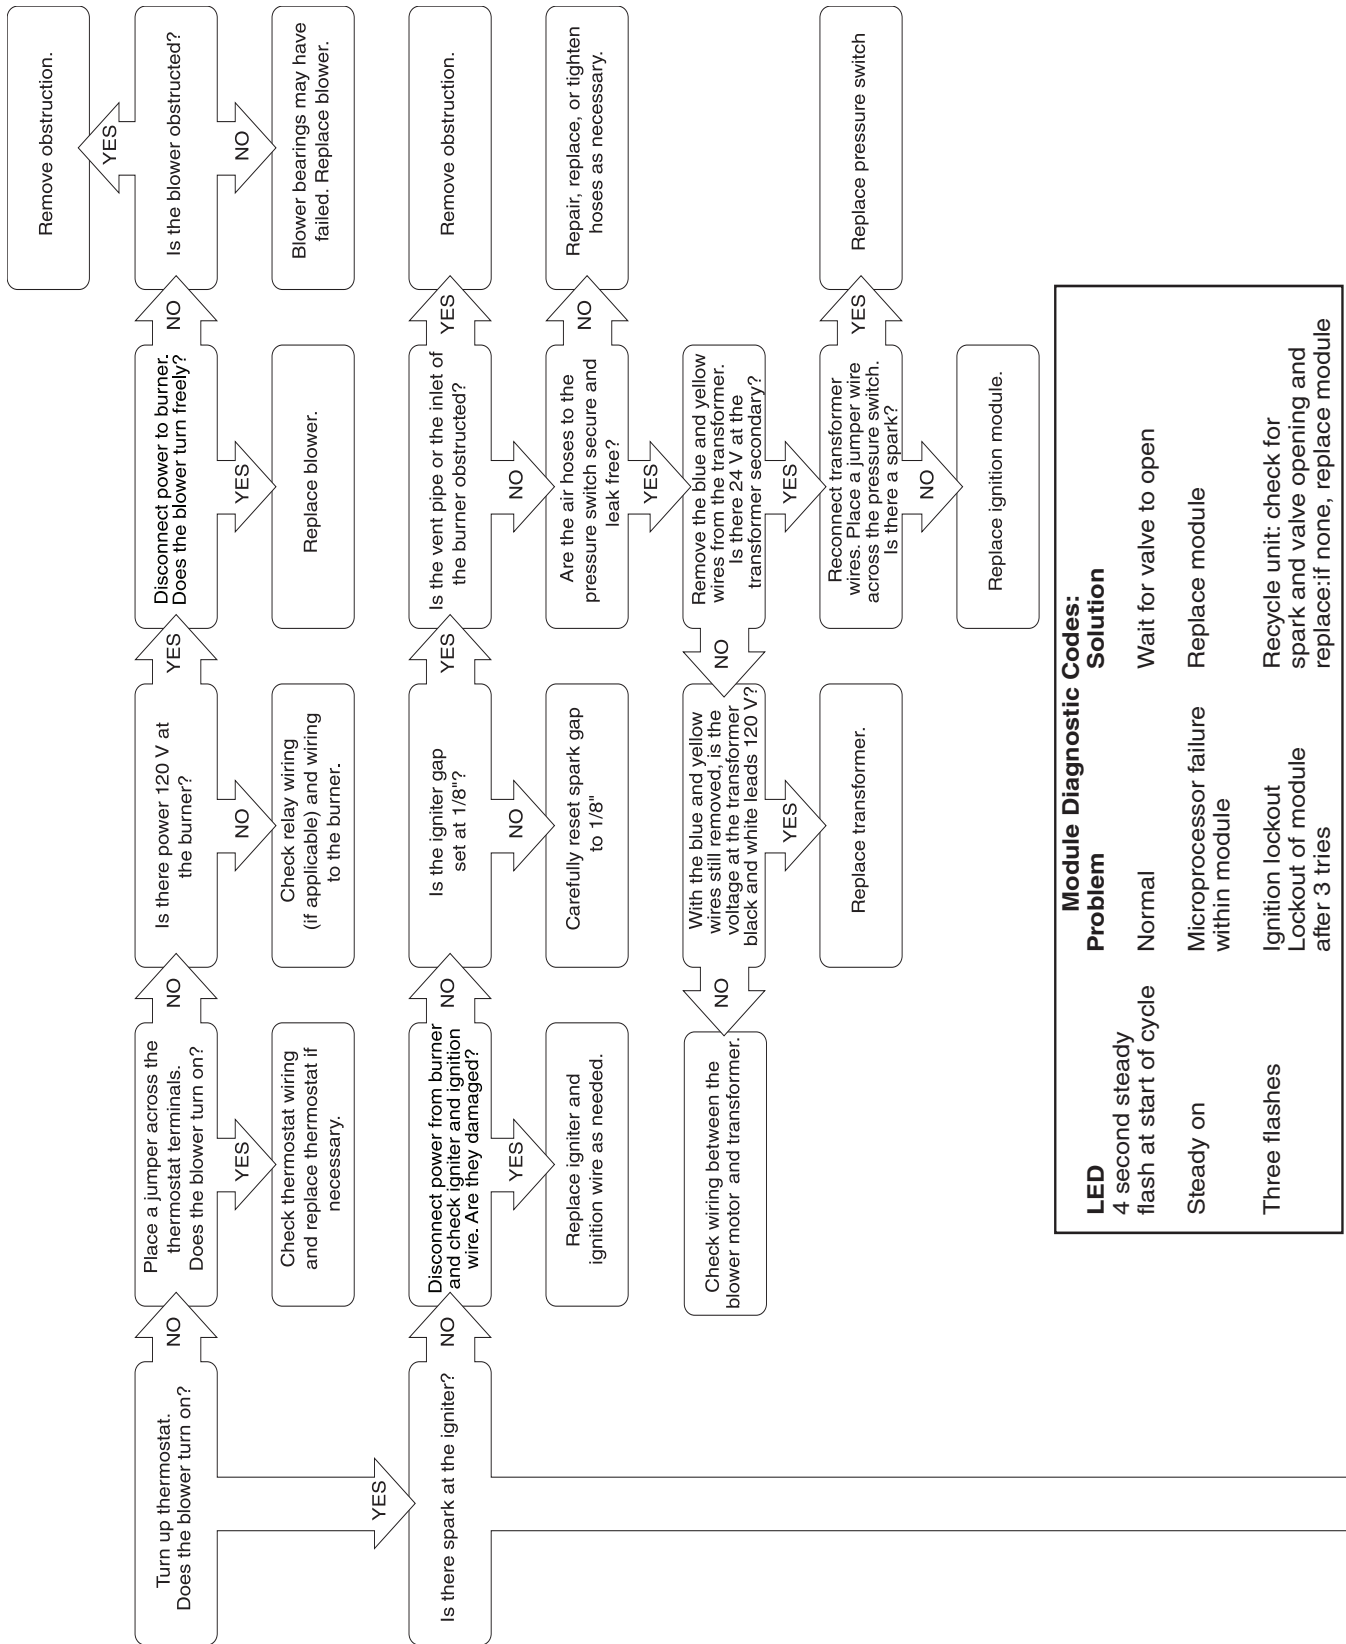 Turn up thermostat.
Does the blower turn on?
NO
Place a jumper across the
thermostat terminals.
Does the blower turn on?
NO
Is there power 120 V at
the burner?
YES
Disconnect power to burner.
Does the blower turn freely?
NO
Is the blower obstructed?
YES
Remove obstruction.
NO
Blower bearings may have
failed. Replace blower.
YES
Check thermostat wiring
and replace thermostat if
necessary.
NO
Check relay wiring
(if applicable) and wiring
to the burner.
YES
Replace blower.
YES
Is there spark at the igniter?
NO
Disconnect power from burner
and check igniter and ignition
wire. Are they damaged?
NO
Is the igniter gap
set at 1/8"?
YES
Is the vent pipe or the inlet of
the burner obstructed?
YES
Remove obstruction.
YES
Replace igniter and
ignition wire as needed.
NO
Carefully reset spark gap
to 1/8"
NO
Are the air hoses to the
pressure switch secure and
leak free?
NO
Repair, replace, or tighten
hoses as necessary.
YES
Remove the blue and yellow
wires from the transformer.
Is there 24 V at the
transformer secondary?
NO
With the blue and yellow
wires still removed, is the
voltage at the transformer
black and white leads 120 V?
NO
Check wiring between the
blower motor and transformer.
YES
Replace transformer.
YES
Reconnect transformer
wires. Place a jumper wire
across the pressure switch.
Is there a spark?
YES
Replace pressure switch
NO
Replace ignition module.
Module Diagnostic Codes:
LED Problem Solution
4 second steady
flash at start of cycle Normal Wait for valve to open
Steady on Microprocessor failure Replace module
within module
Three flashes Ignition lockout Recycle unit: check for
Lockout of module spark and valve opening and
after 3 tries replace:if none, replace module